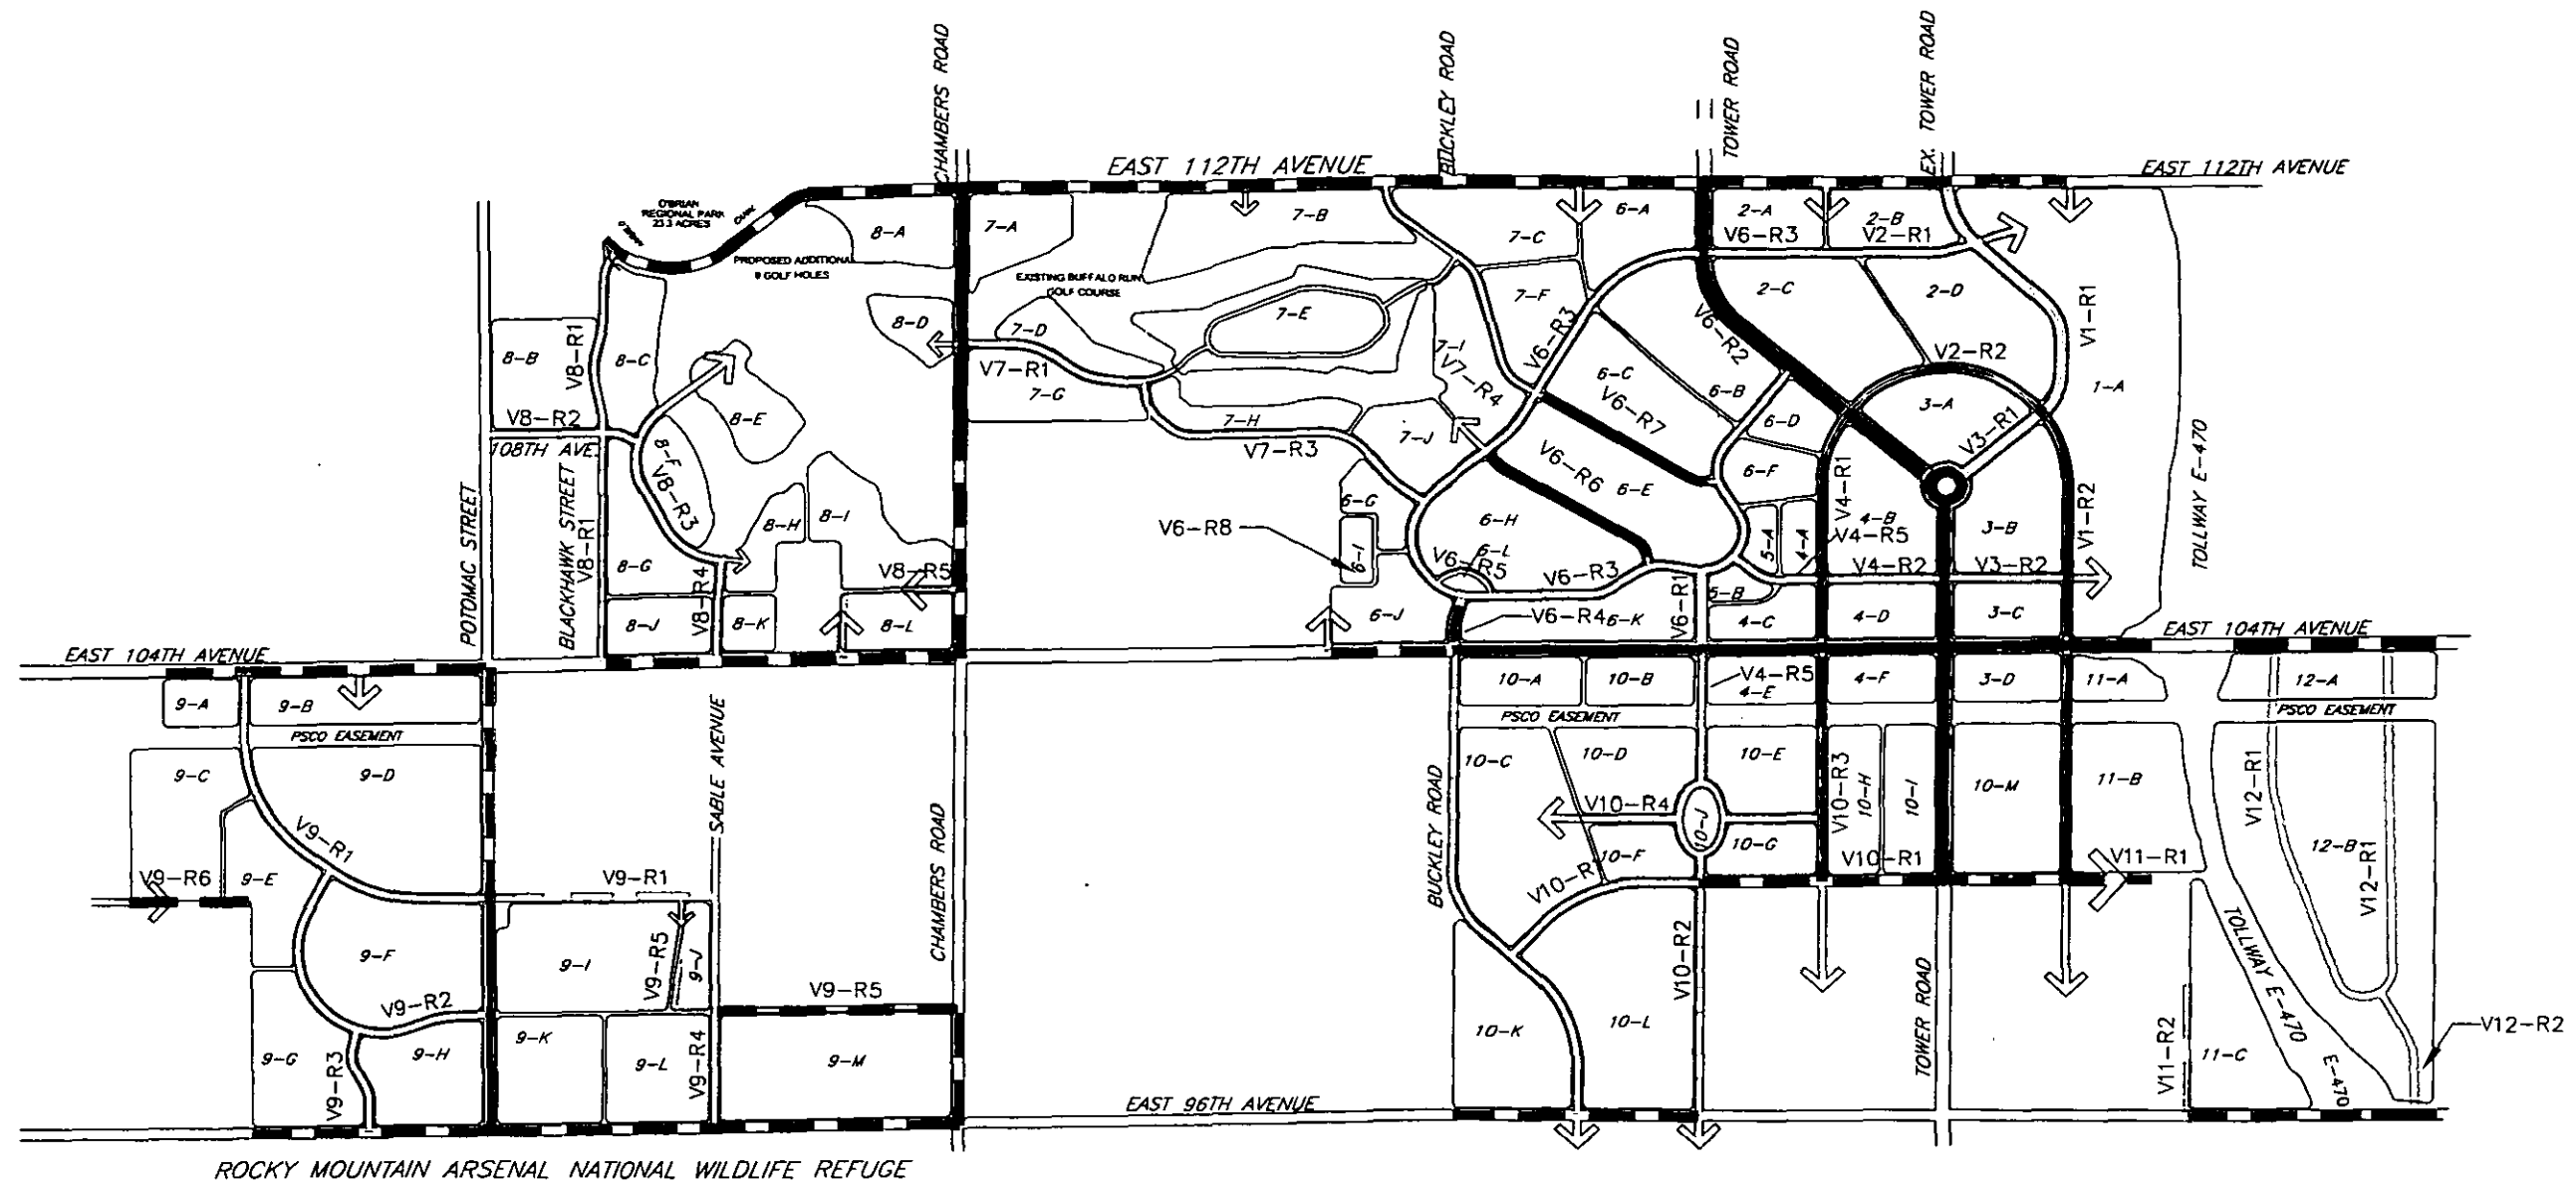 CHAMBERS ROAD
BUCKLEY ROAD
TOWER ROAD
EX. TOWER ROAD
EAST 112TH AVENUE
EAST 112TH AVENUE
O'BRIAN
REGIONAL PARK
23.3 ACRES
PROPOSED ADDITIONAL
9 GOLF HOLES
EXISTING BUFFALO RUN
GOLF COURSE
8-A
7-A
7-B
7-C
6-A
2-A
2-B
V6-R3
V2-R1
8-B
V8-R1
8-C
8-D
7-D
7-E
7-F
2-C
2-D
V1-R1
V6-R2
V6-R3
V7-R1
7-G
7-I
V7-R4
V2-R2
1-A
V8-R2
108TH AVE.
8-E
8-F
V8-R3
7-H
V7-R3
7-J
6-C
V6-R7
6-B
6-D
3-A
V3-R1
POTOMAC STREET
BLACKHAWK STREET
V8-R1
8-G
8-H
8-I
V6-R6
6-E
6-F
V4-R1
4-B
3-B
V1-R2
TOLLWAY E-470
6-G
V6-R8
6-I
6-H
6-L
V6-R5
V6-R3
5-A
4-A
V4-R5
V4-R2
V3-R2
V8-R4
V8-R5
8-J
8-K
8-L
6-J
V6-R4
6-K
V6-R1
5-B
4-C
4-D
3-C
EAST 104TH AVENUE
EAST 104TH AVENUE
9-A
9-B
PSCO EASEMENT
10-A
10-B
V4-R5
4-E
4-F
3-D
11-A
12-A
PSCO EASEMENT
PSCO EASEMENT
9-C
9-D
SABLE AVENUE
CHAMBERS ROAD
BUCKLEY ROAD
10-C
10-D
10-E
V10-R3
10-H
10-I
10-M
11-B
V12-R1
V10-R4
10-J
10-F
10-G
V10-R1
V11-R1
12-B
V12-R1
V9-R1
V9-R6
9-E
V9-R1
9-F
9-I
V9-R5
9-J
V9-R2
V9-R5
V10-R2
TOWER ROAD
TOLLWAY E-470
E-470
9-G
V9-R3
9-H
9-K
9-L
V9-R4
9-M
10-K
10-L
V11-R2
11-C
V12-R2
EAST 96TH AVENUE
ROCKY MOUNTAIN ARSENAL NATIONAL WILDLIFE REFUGE